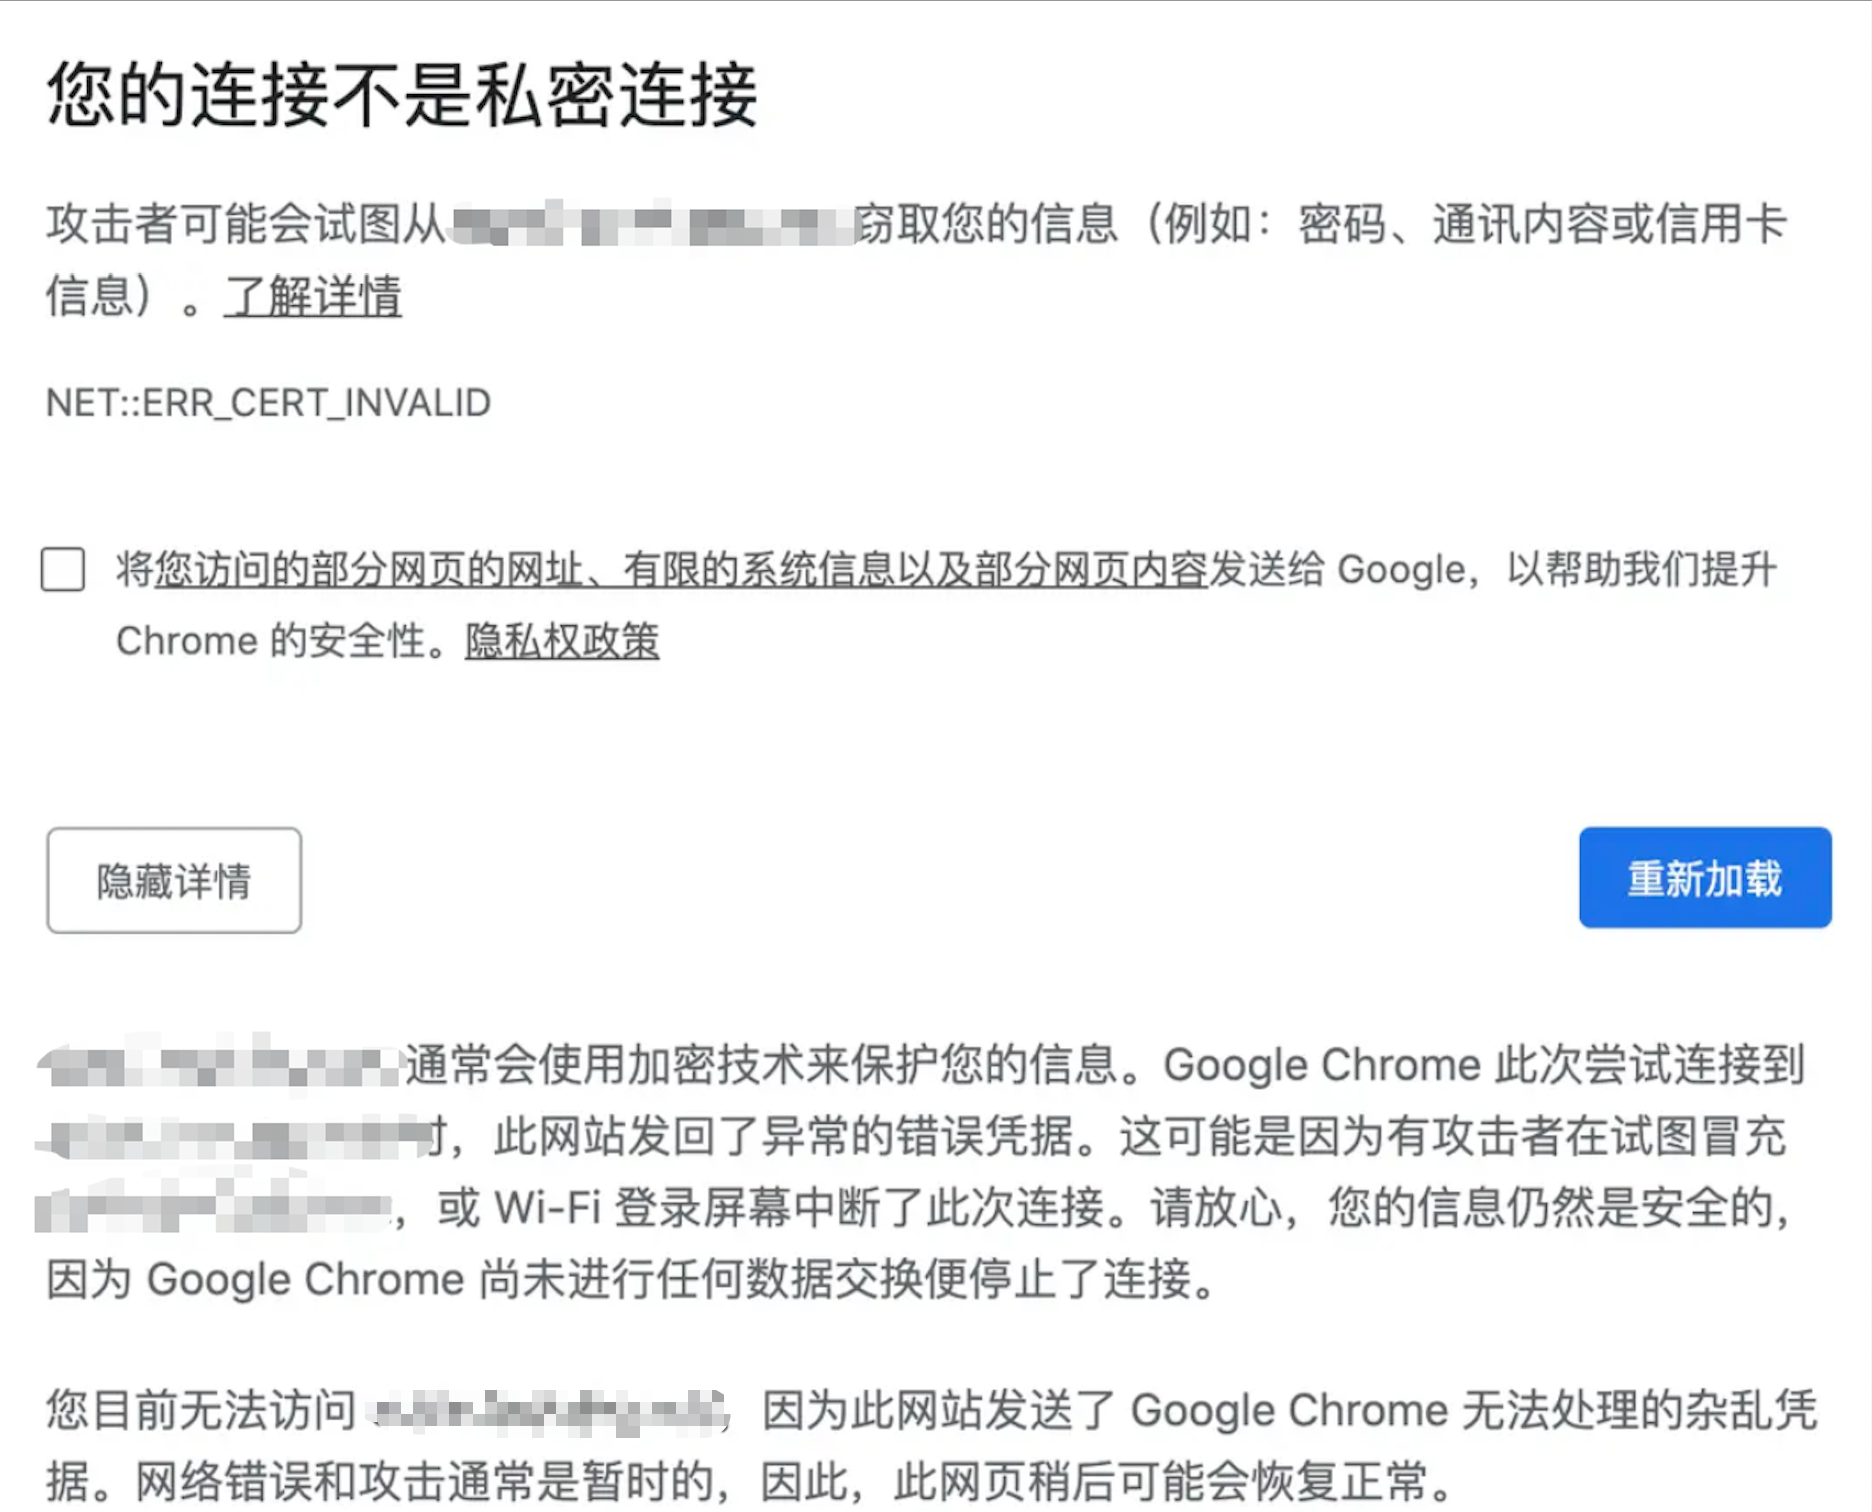 您的连接不是私密连接
攻击者可能会试图从窃取您的信息（例如：密码、通讯内容或信用卡
信息）。了解详情
NET::ERR_CERT_INVALID
将您访问的部分网页的网址、有限的系统信息以及部分网页内容发送给 Google，以帮助我们提升
Chrome 的安全性。隐私权政策
隐藏详情
重新加载
通常会使用加密技术来保护您的信息。Google Chrome 此次尝试连接到
时，此网站发回了异常的错误凭据。这可能是因为有攻击者在试图冒充
，或 Wi-Fi 登录屏幕中断了此次连接。请放心，您的信息仍然是安全的，
因为 Google Chrome 尚未进行任何数据交换便停止了连接。
您目前无法访问，因为此网站发送了 Google Chrome 无法处理的杂乱凭
据。网络错误和攻击通常是暂时的，因此，此网页稍后可能会恢复正常。